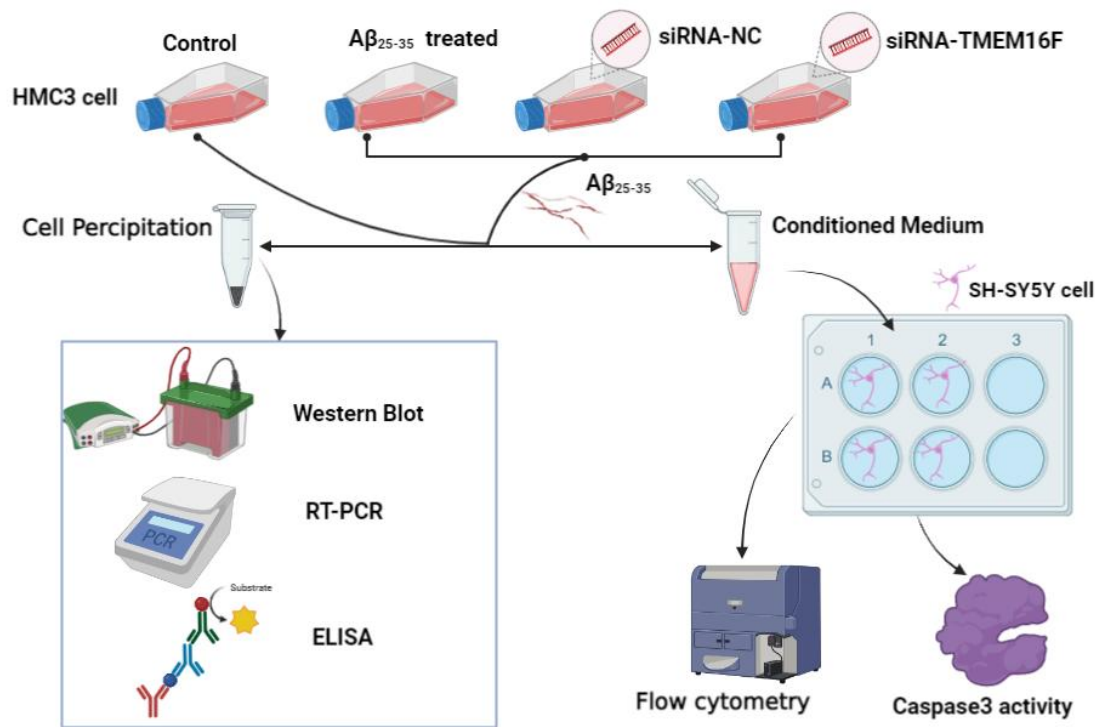 Control
Aβ25-35 treated
siRNA-NC
siRNA-TMEM16F
HMC3 cell
Aβ25-35
Cell Percipitation
Conditioned Medium
SH-SY5Y cell
1 2 3
A
B
Western Blot
RT-PCR
PCR
Substrate
ELISA
Flow cytometry
Caspase3 activity